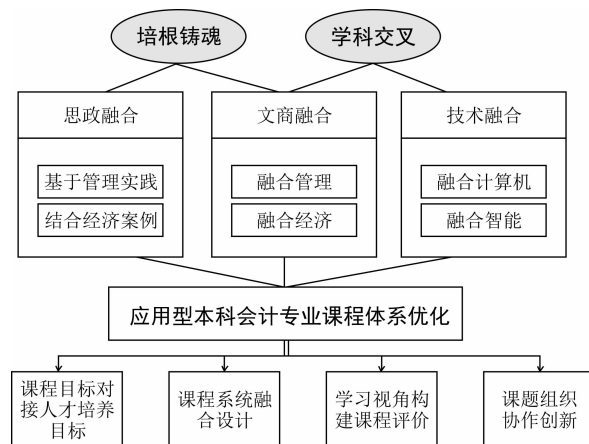 培根铸魂
学科交叉
思政融合
文商融合
技术融合
基于管理实践
融合管理
融合计算机
结合经济案例
融合经济
融合智能
应用型本科会计专业课程体系优化
课程目标对
接人才培养
目标
课程系统融
合设计
学习视角构
建课程评价
课题组织
协作创新